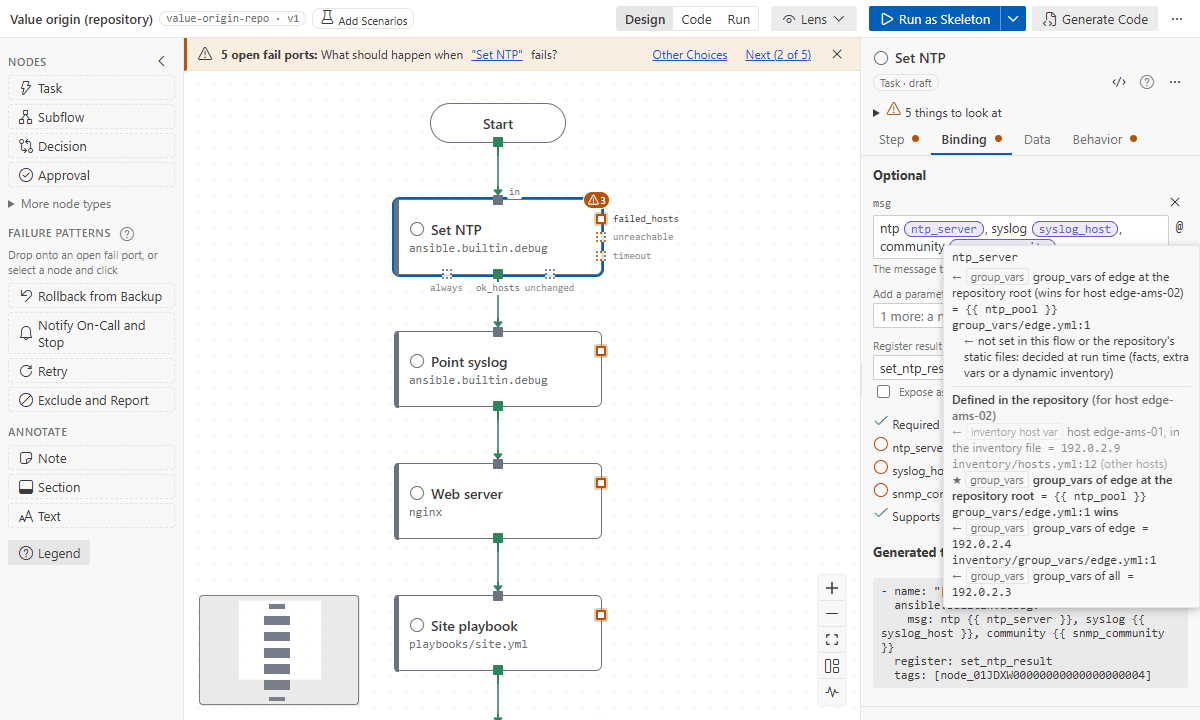 Value origin (repository)
value-origin-repo · v1
Add Scenarios
Design
Code
Run
Lens
Run as Skeleton
Generate Code
NODES
Task
Subflow
Decision
Approval
More node types
FAILURE PATTERNS
Drop onto an open fail port, or
select a node and click
Rollback from Backup
Notify On-Call and
Stop
Retry
Exclude and Report
ANNOTATE
Note
Section
Text
Legend
5 open fail ports: What should happen when "Set NTP" fails?
Other Choices
Next (2 of 5)
Start
in
3
Set NTP
ansible.builtin.debug
failed_hosts
unreachable
timeout
always
ok_hosts
unchanged
Point syslog
ansible.builtin.debug
Web server
nginx
Site playbook
playbooks/site.yml
Set NTP
Task · draft
5 things to look at
Step
Binding
Data
Behavior
Optional
msg
ntp ntp_server, syslog syslog_host,
community
@
The message t
Add a paramet
1 more: a n
Register result
set_ntp_res
Expose as
Required
ntp_serve
syslog_ho
snmp_cor
Supports
Generated t
ntp_server
← group_vars group_vars of edge at the
repository root (wins for host edge-ams-02)
= {{ ntp_pool }}
group_vars/edge.yml:1
← not set in this flow or the repository's
static files: decided at run time (facts, extra
vars or a dynamic inventory)
Defined in the repository (for host edge-
ams-02)
← inventory host var host edge-ams-01, in
the inventory file = 192.0.2.9
inventory/hosts.yml:12 (other hosts)
★ group_vars group_vars of edge at the
repository root = {{ ntp_pool }}
group_vars/edge.yml:1 wins
← group_vars group_vars of edge =
192.0.2.4
inventory/group_vars/edge.yml:1
← group_vars group_vars of all =
192.0.2.3
- name: "
msg: ntp {{ ntp_server }}, syslog {{
syslog_host }}, community {{ snmp_community
}}
register: set_ntp_result
tags: [node_01JDXW00000000000000000004]